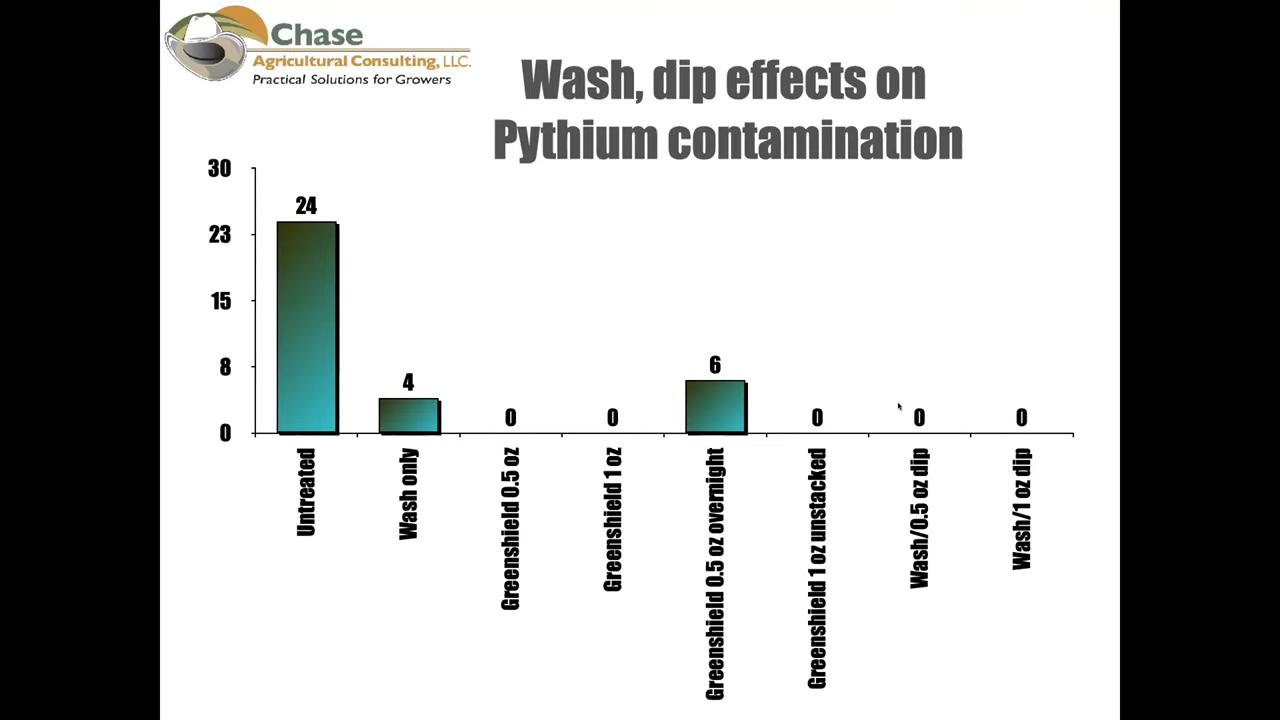 Chase
Agricultural Consulting, LLC.
Practical Solutions for Growers
Wash, dip effects on
Pythium contamination
30
23
15
8
0
24
4
0
0
6
0
0
0
Untreated
Wash only
Greenshield 0.5 oz
Greenshield 1 oz
Greenshield 0.5 oz overnight
Greenshield 1 oz unstacked
Wash/0.5 oz dip
Wash/1 oz dip